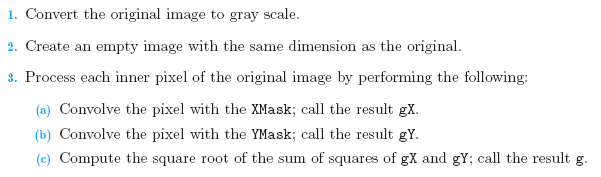 1. Convert the original image to gray scale.
2. Create an empty image with the same dimension as the original.
3. Process each inner pixel of the original image by performing the following:
(a) Convolve the pixel with the XMask; call the result gX.
(b) Convolve the pixel with the YMask; call the result gY.
(c) Compute the square root of the sum of squares of gX and gY; call the result g.